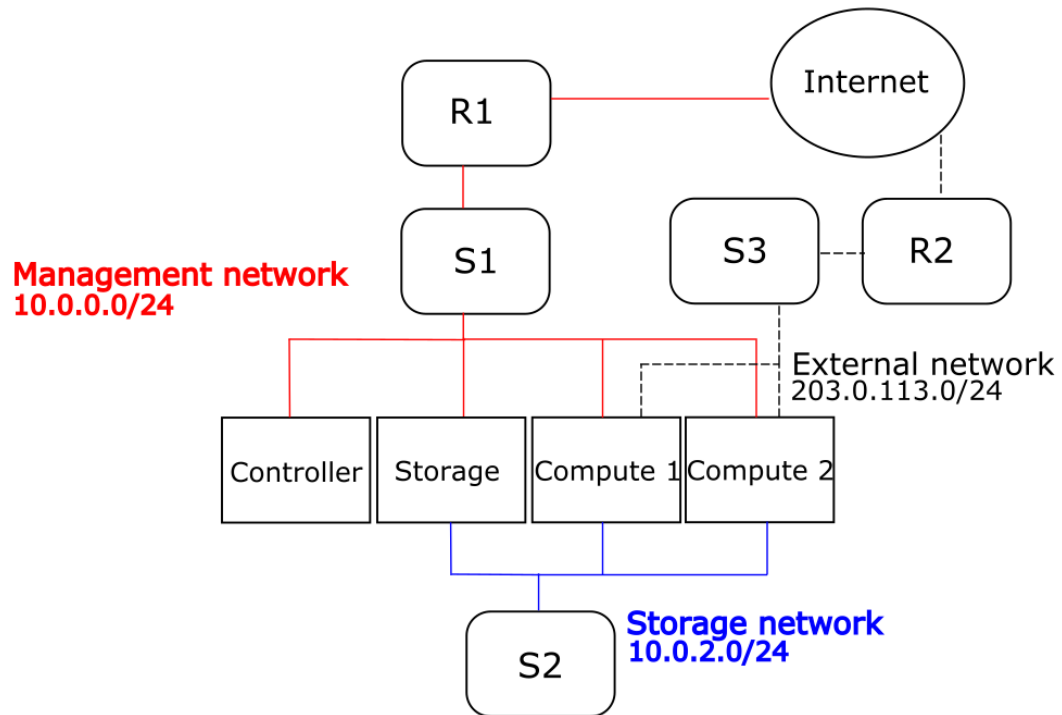 Internet
R1
S1
S3
R2
Management network
10.0.0.0/24
External network
203.0.113.0/24
Controller
Storage
Compute 1
Compute 2
Storage network
10.0.2.0/24
S2